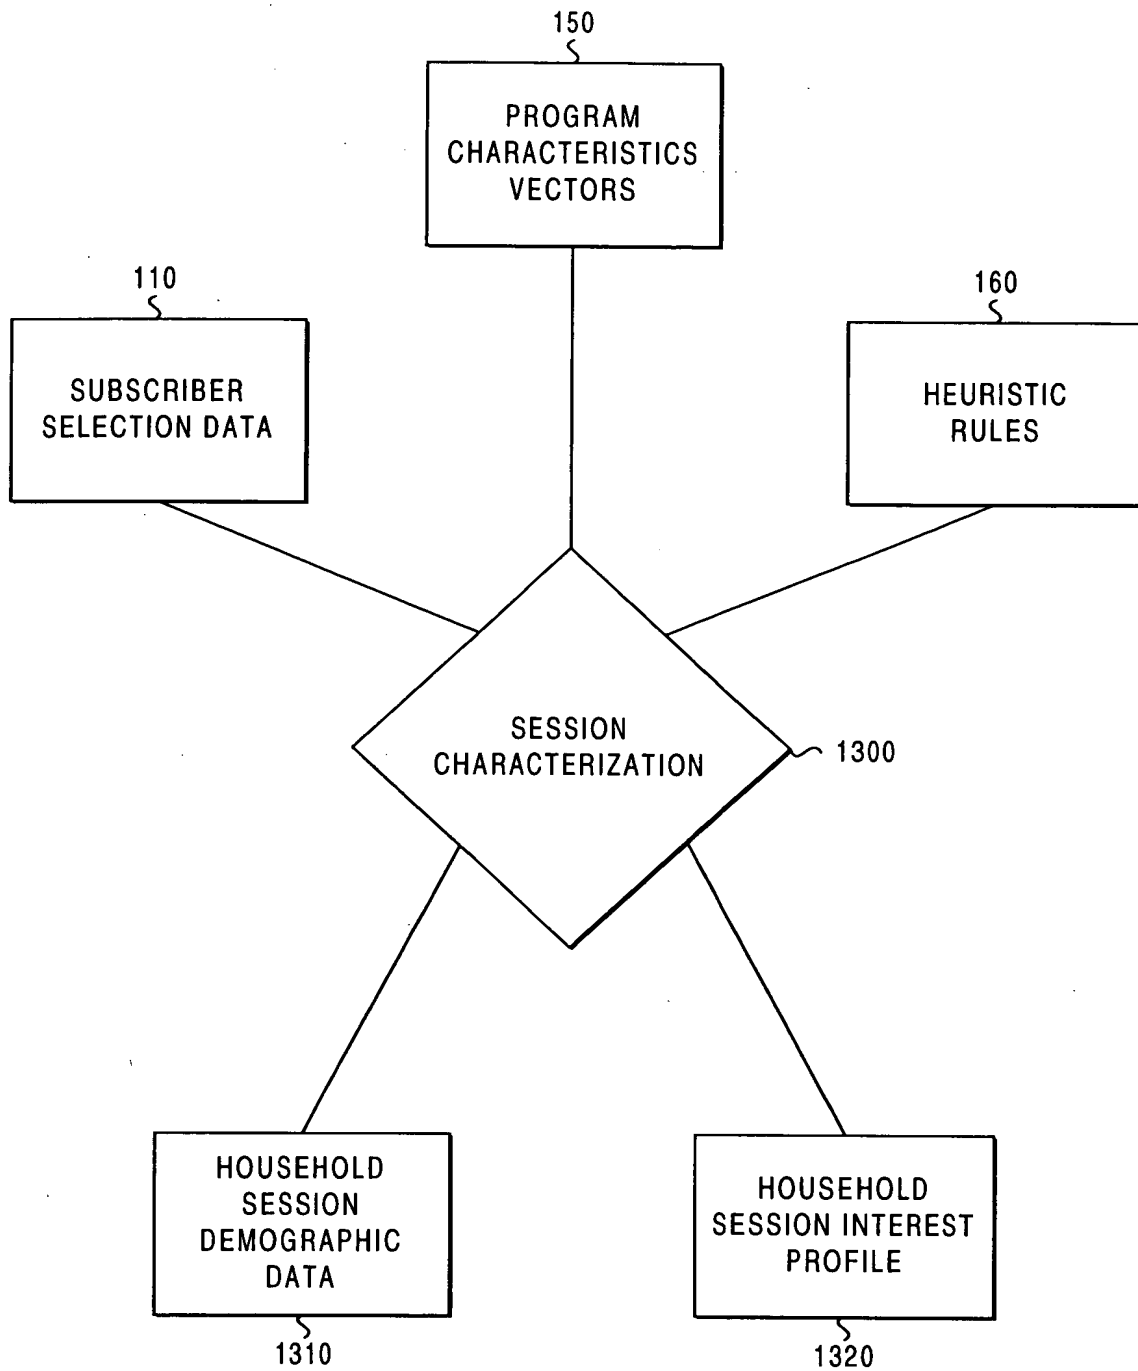 150
PROGRAM
CHARACTERISTICS
VECTORS
110
SUBSCRIBER
SELECTION DATA
160
HEURISTIC
RULES
SESSION
CHARACTERIZATION
1300
HOUSEHOLD
SESSION
DEMOGRAPHIC
DATA
1310
HOUSEHOLD
SESSION INTEREST
PROFILE
1320